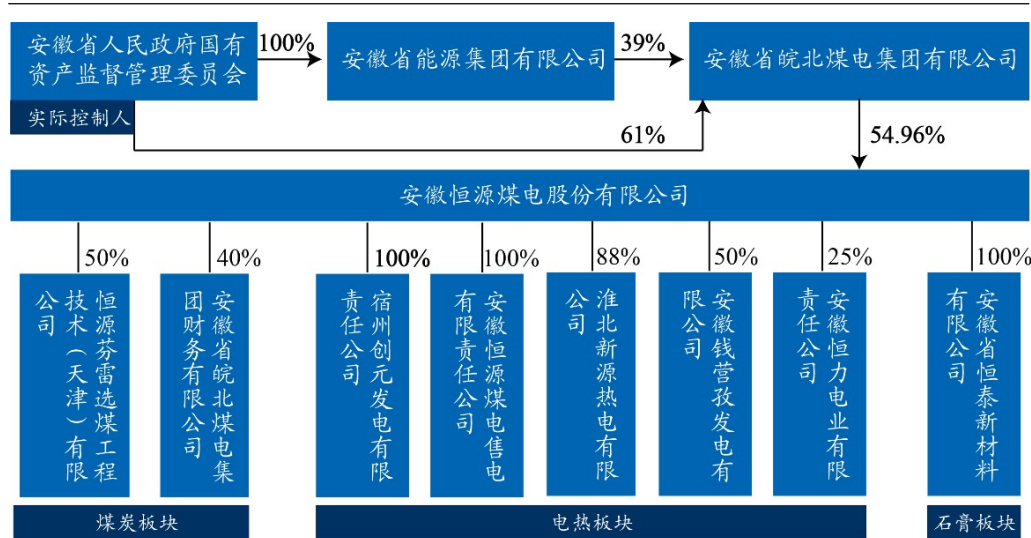 安徽省人民政府国有
资产监督管理委员会
实际控制人
100%
安徽省能源集团有限公司
39%
安徽省皖北煤电集团有限公司
61%
54.96%
安徽恒源煤电股份有限公司
50%
40%
100%
100%
88%
50%
25%
100%
恒源芬雷选煤工程
技术（天津）有限
公司
安徽省皖北煤电集
团财务有限公司
宿州创元发电有限
责任公司
安徽恒源煤电售电
有限责任公司
淮北新源热电有限
公司
安徽钱营孜发电有
限公司
安徽恒力电业有限
责任公司
安徽省恒泰新材料
有限公司
煤炭板块
电热板块
石膏板块